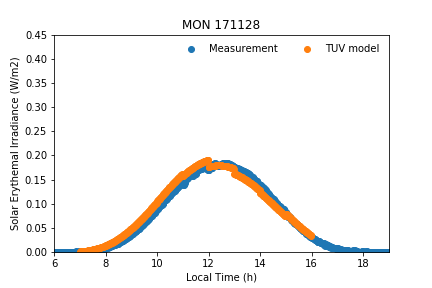 MON 171128
Measurement
TUV model
Solar Erythemal Irradiance (W/m2)
0.45
0.40
0.35
0.30
0.25
0.20
0.15
0.10
0.05
0.00
6 8 10 12 14 16 18
Local Time (h)